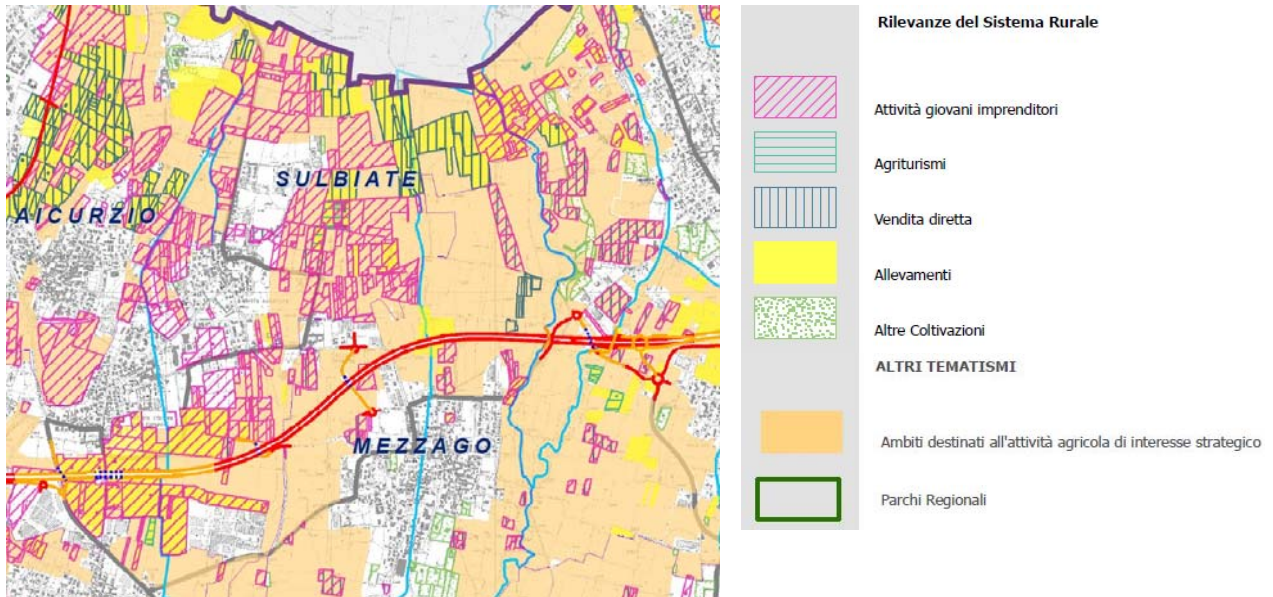 SULBIATE
AICURZIO
MEZZAGO
Rilevanze del Sistema Rurale
Attività giovani imprenditori
Agriturismi
Vendita diretta
Allevamenti
Altre Coltivazioni
ALTRI TEMATISMI
Ambiti destinati all'attività agricola di interesse strategico
Parchi Regionali